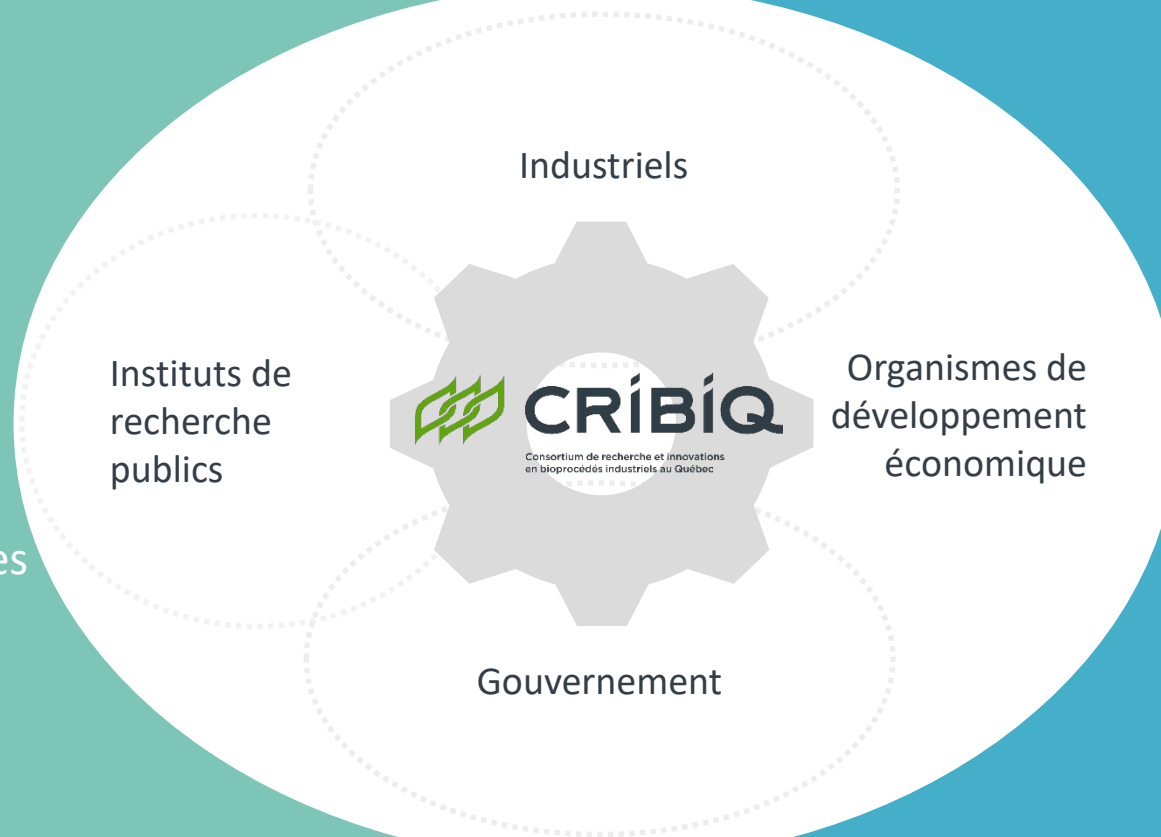 Industriels
Instituts de
recherche
publics
CRIBIQ
Consortium de recherche et innovations
en bioprocédés industriels au Québec
Organismes de
développement
économique
es
Gouvernement